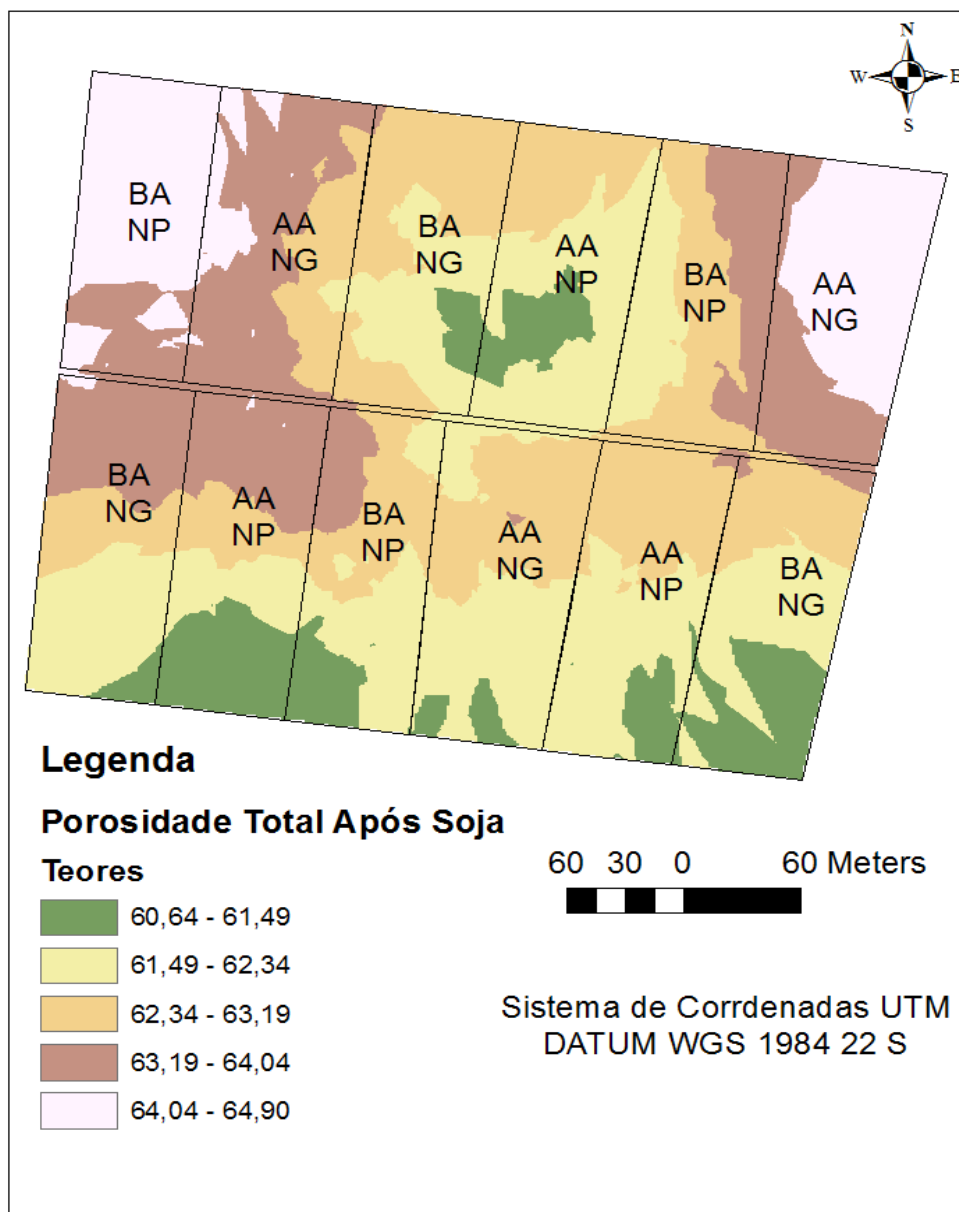 N
W E
S
BA
NP
AA
NG
BA
NG
AA
NP
BA
NP
AA
NG
BA
NG
AA
NP
BA
NP
AA
NG
AA
NP
BA
NG
Legenda
Porosidade Total Após Soja
Teores
60,64 - 61,49
61,49 - 62,34
62,34 - 63,19
63,19 - 64,04
64,04 - 64,90
60 30 0 60 Meters
Sistema de Corrdenadas UTM
DATUM WGS 1984 22 S